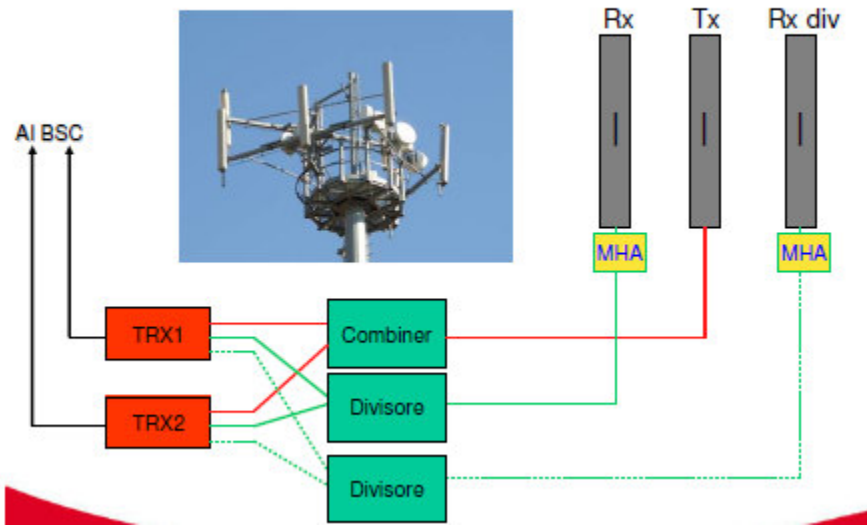 Rx
Tx
Rx div
Al BSC
MHA
MHA
TRX1
Combiner
TRX2
Divisore
Divisore